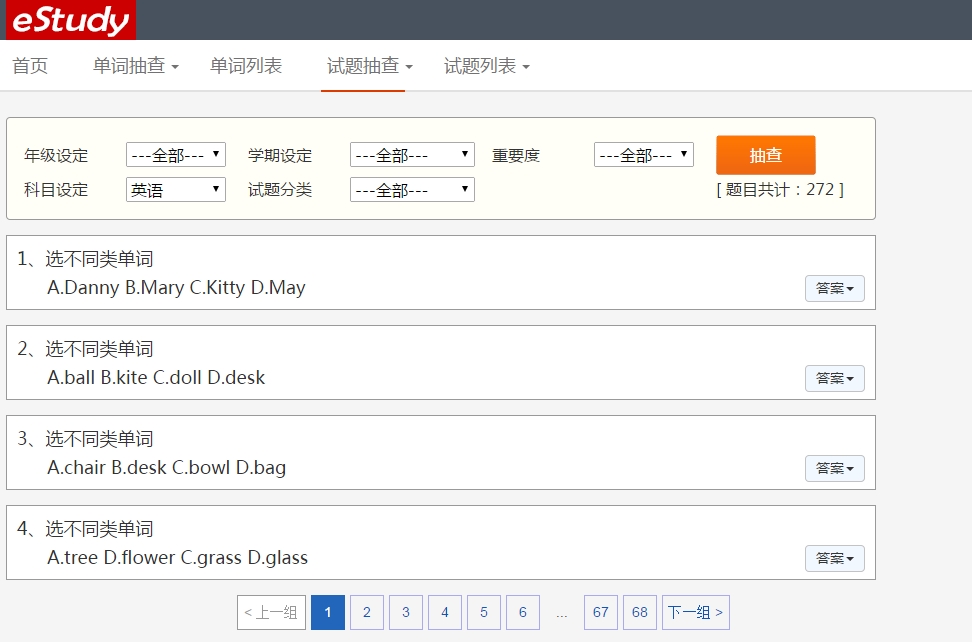 eStudy
首页 单词抽查 单词列表 试题抽查 试题列表
年级设定 ---全部--- 学期设定 ---全部--- 重要度 ---全部--- 抽查
科目设定 英语 试题分类 ---全部--- [ 题目共计：272 ]
1、选不同类单词
A.Danny B.Mary C.Kitty D.May 答案
2、选不同类单词
A.ball B.kite C.doll D.desk 答案
3、选不同类单词
A.chair B.desk C.bowl D.bag 答案
4、选不同类单词
A.tree D.flower C.grass D.glass 答案
< 上一组 1 2 3 4 5 6 ... 67 68 下一组 >